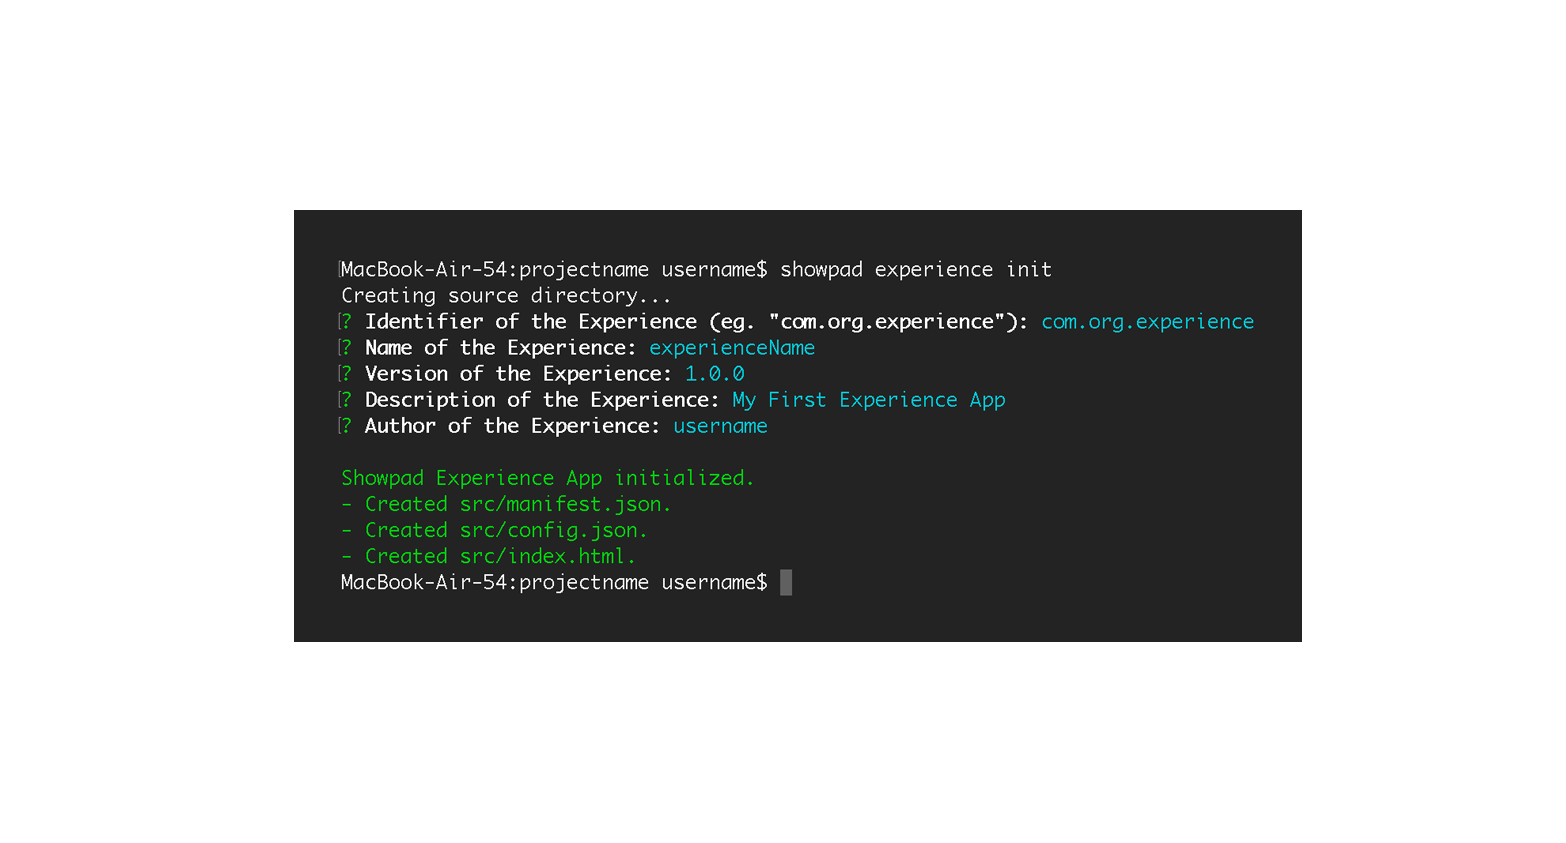 MacBook-Air-54:projectname username$ showpad experience init
Creating source directory...
? Identifier of the Experience (eg. "com.org.experience"): com.org.experience
? Name of the Experience: experienceName
? Version of the Experience: 1.0.0
? Description of the Experience: My First Experience App
? Author of the Experience: username
Showpad Experience App initialized.
- Created src/manifest.json.
- Created src/config.json.
- Created src/index.html.
MacBook-Air-54:projectname username$